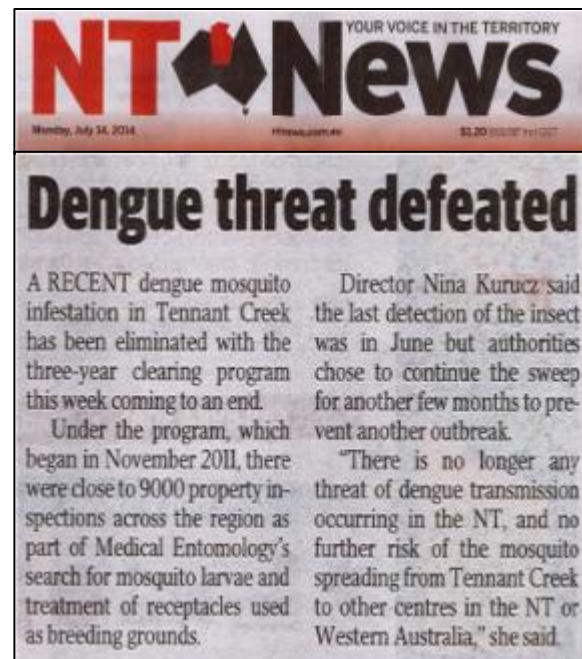 YOUR VOICE IN THE TERRITORY
NT News
Monday, July 14, 2014
ntnews.com.au
$1.20
Dengue threat defeated
A RECENT dengue mosquito
infestation in Tennant Creek
has been eliminated with the
three-year clearing program
this week coming to an end.
Under the program, which
began in November 2011, there
were close to 9000 property in-
spections across the region as
part of Medical Entomology's
search for mosquito larvae and
treatment of receptacles used
as breeding grounds.
Director Nina Kurucz said
the last detection of the insect
was in June but authorities
chose to continue the sweep
for another few months to pre-
vent another outbreak.
"There is no longer any
threat of dengue transmission
occurring in the NT, and no
further risk of the mosquito
spreading from Tennant Creek
to other centres in the NT or
Western Australia," she said.